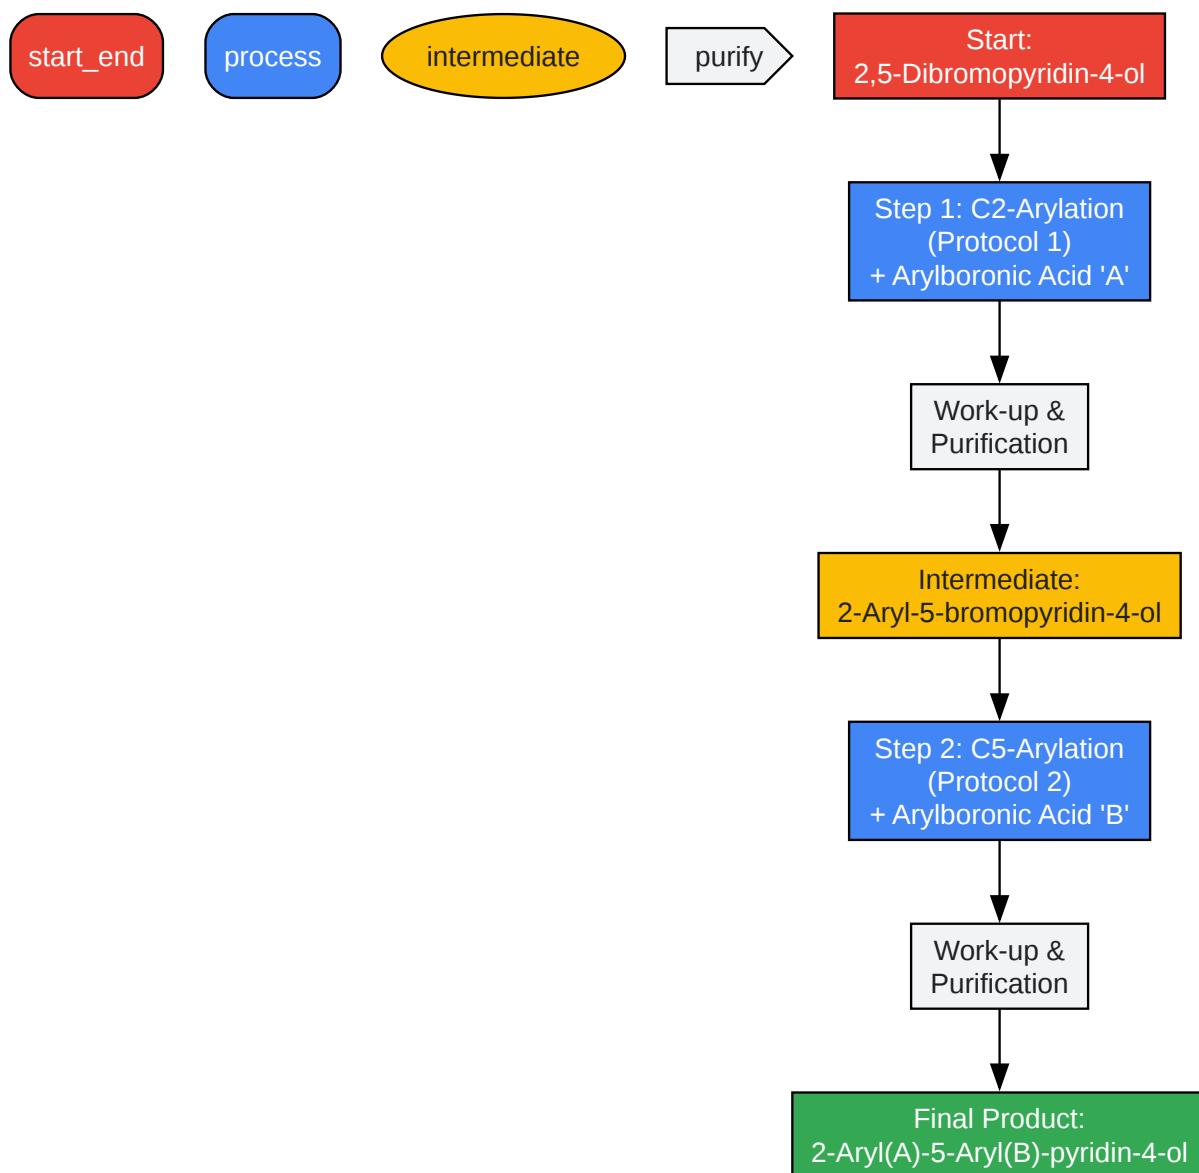 start_end
process
intermediate
purify
Start:
2,5-Dibromopyridin-4-ol
Step 1: C2-Arylation
(Protocol 1)
+ Arylboronic Acid 'A'
Work-up &
Purification
Intermediate:
2-Aryl-5-bromopyridin-4-ol
Step 2: C5-Arylation
(Protocol 2)
+ Arylboronic Acid 'B'
Work-up &
Purification
Final Product:
2-Aryl(A)-5-Aryl(B)-pyridin-4-ol